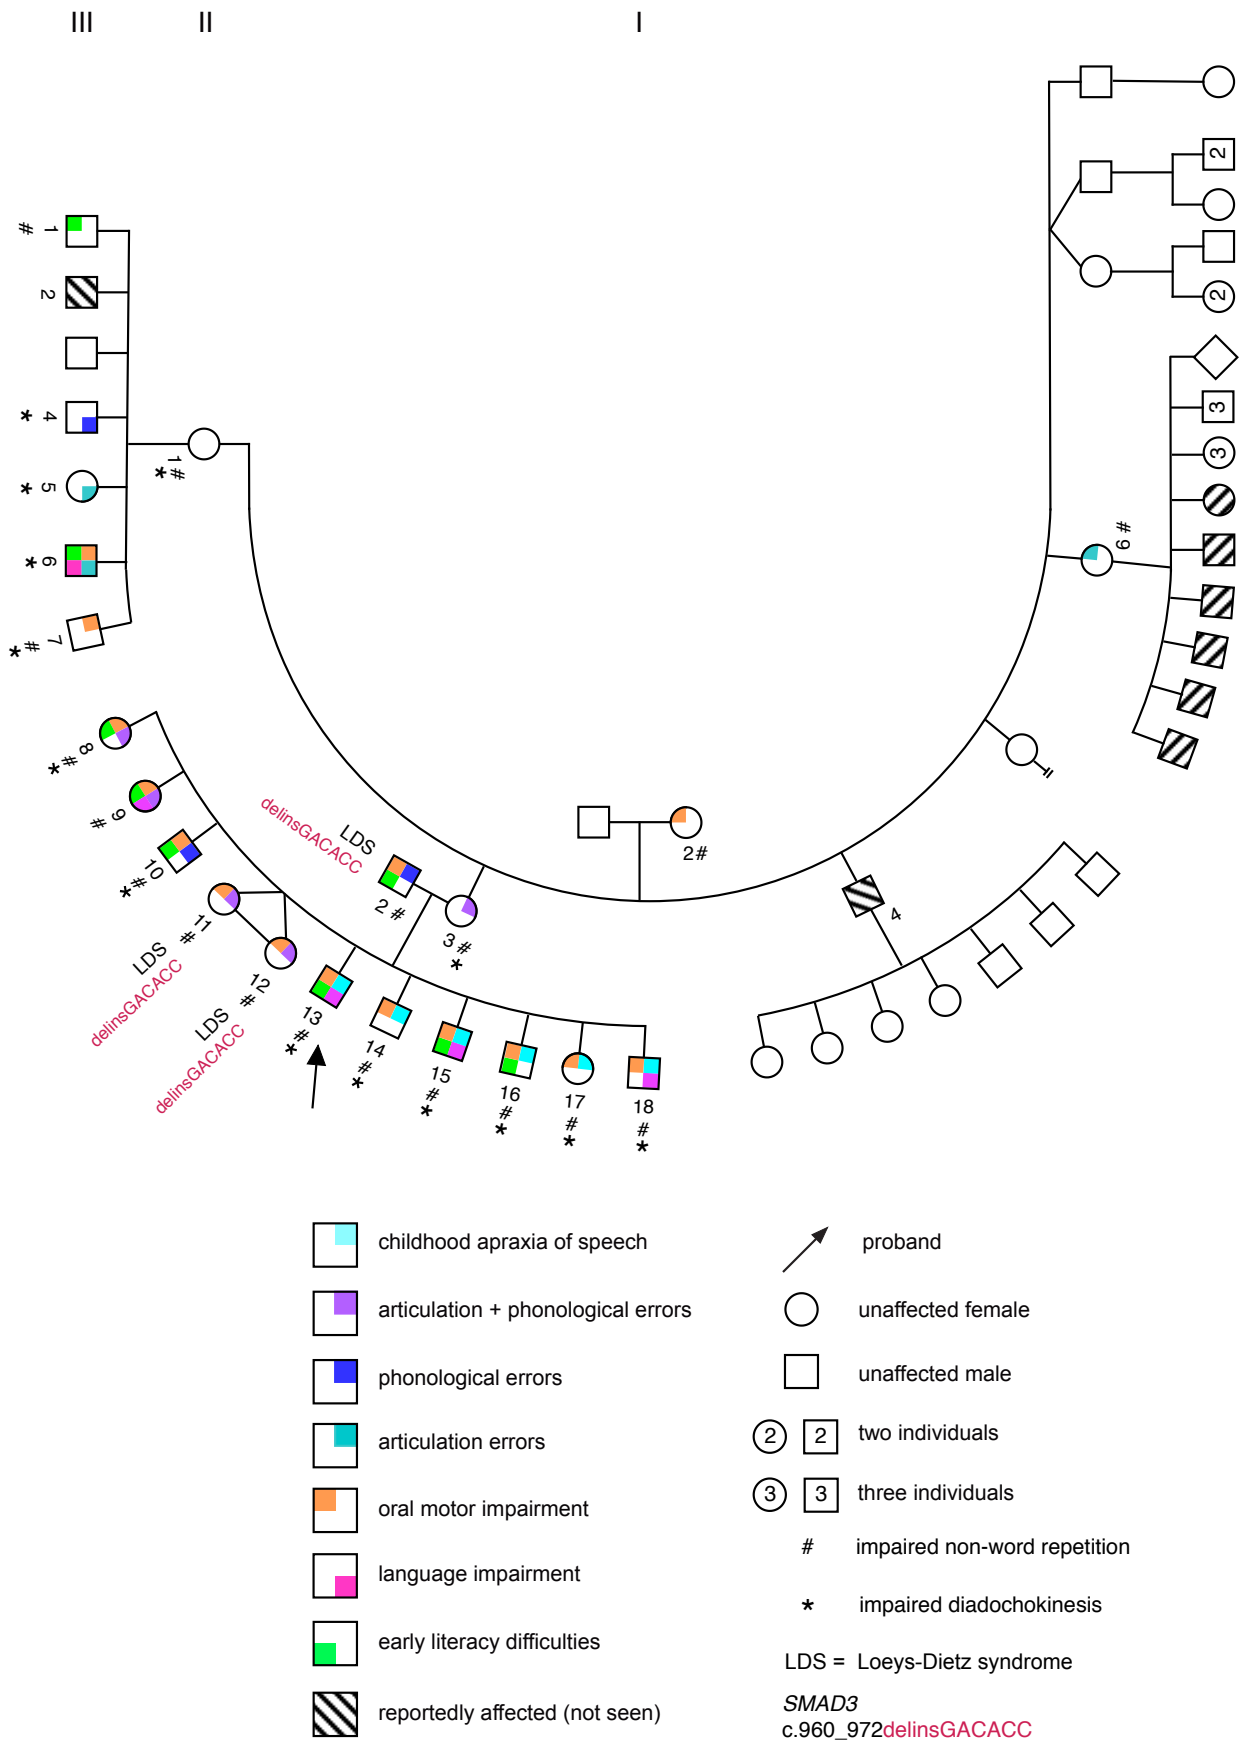 III II I
2
2
3
3
1
#
2
4
*
5
*
6
*
7
#
*
1 #
*
9 #
8
# *
9
#
10
# *
11
#
LDS
delinsGACACC
12
#
LDS
delinsGACACC
LDS
delinsGACACC
2 #
3 #
*
2#
4
13
#
*
14
#
*
15
#
*
16
#
*
17
#
*
18
#
*
childhood apraxia of speech
articulation + phonological errors
phonological errors
articulation errors
oral motor impairment
language impairment
early literacy difficulties
reportedly affected (not seen)
proband
unaffected female
unaffected male
2 2 two individuals
3 3 three individuals
# impaired non-word repetition
* impaired diadochokinesis
LDS = Loeys-Dietz syndrome
SMAD3
c.960_972delinsGACACC